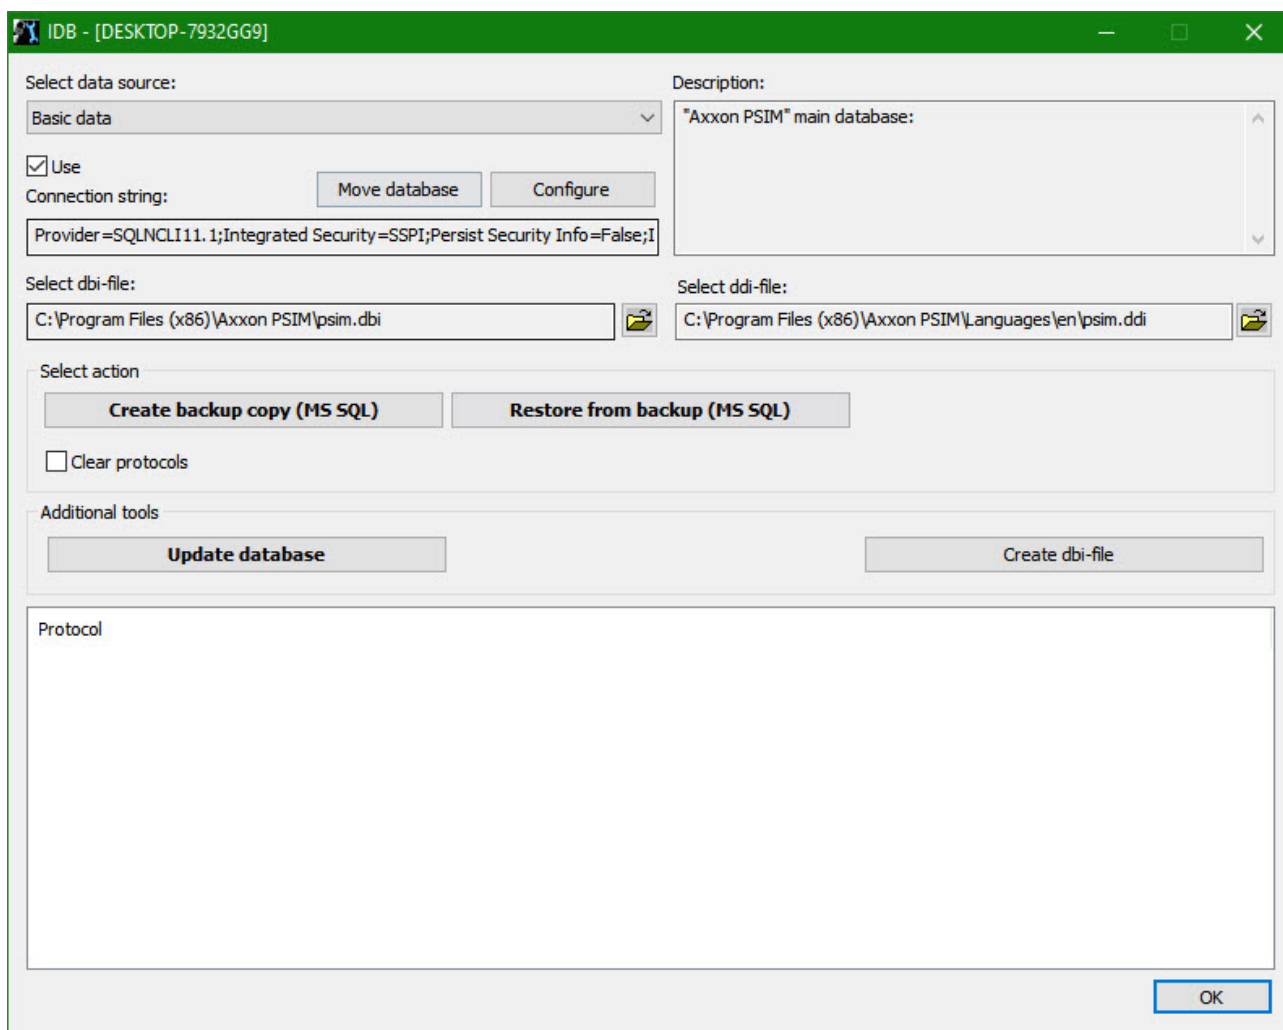 IDB - [DESKTOP-7932GG9]
Select data source:
Basic data
Description:
"Axxon PSIM" main database:
Use
Connection string:
Move database
Configure
Provider=SQLNCLI11.1;Integrated Security=SSPI;Persist Security Info=False;I
Select dbi-file:
C:\Program Files (x86)\Axxon PSIM\psim.dbi
Select ddi-file:
C:\Program Files (x86)\Axxon PSIM\Languages\en\psim.ddi
Select action
Create backup copy (MS SQL)
Restore from backup (MS SQL)
Clear protocols
Additional tools
Update database
Create dbi-file
Protocol
OK